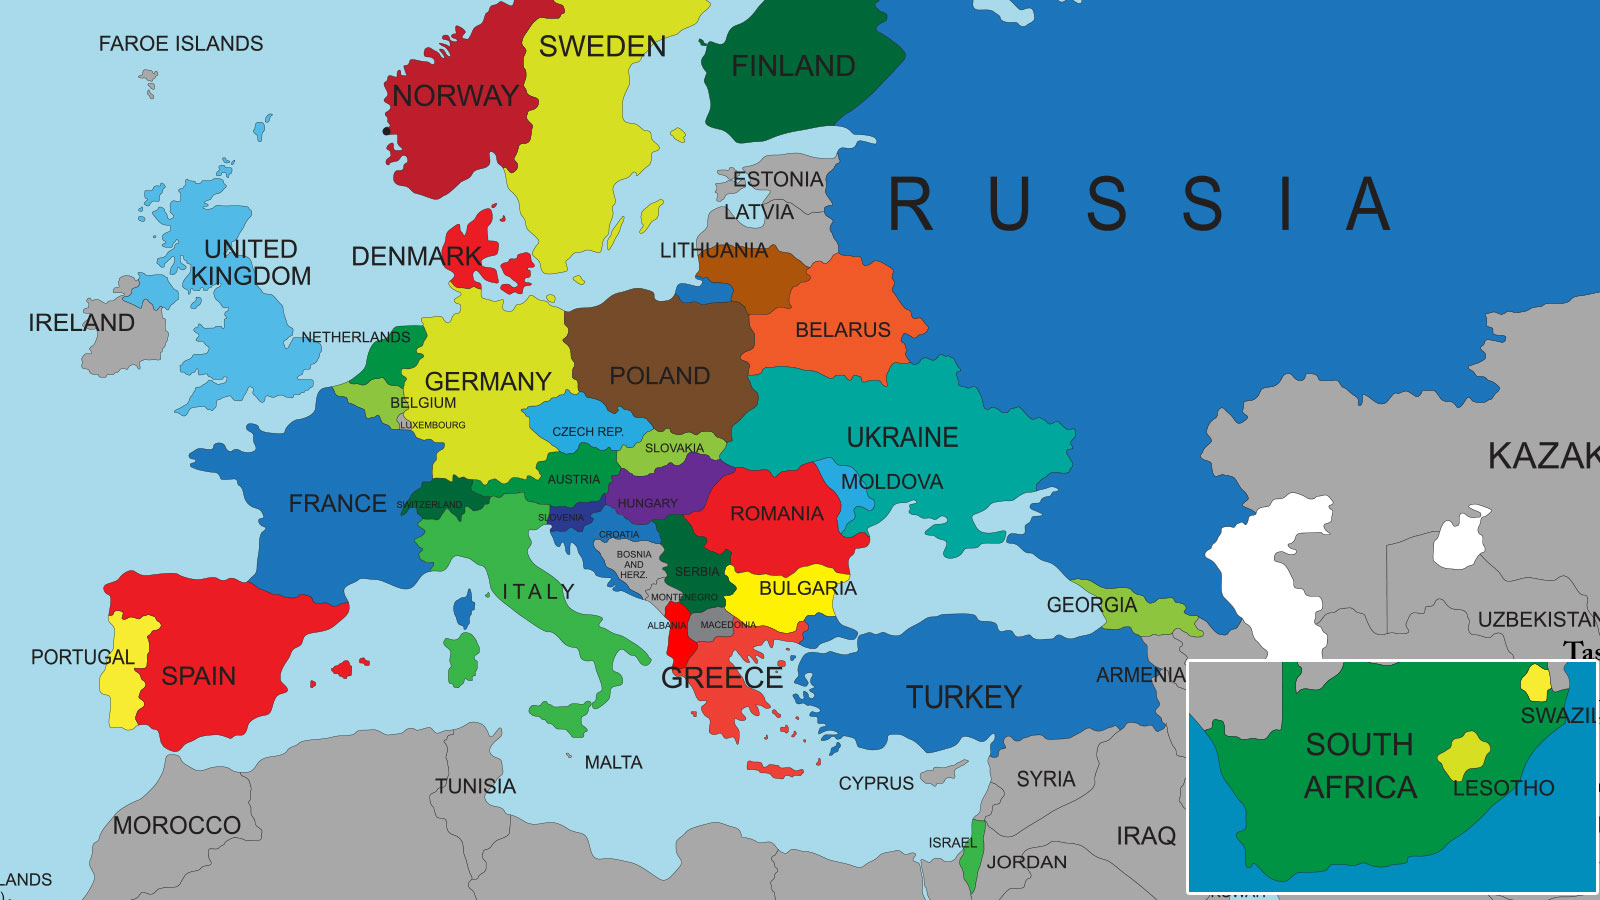 FAROE ISLANDS
SWEDEN
FINLAND
NORWAY
ESTONIA
RUSSIA
LATVIA
UNITED
KINGDOM
DENMARK
LITHUANIA
IRELAND
NETHERLANDS
BELARUS
GERMANY
POLAND
BELGIUM
LUXEMBOURG
CZECH REP.
UKRAINE
SLOVAKIA
KAZAK
AUSTRIA
MOLDOVA
FRANCE
SWITZERLAND
HUNGARY
ROMANIA
SLOVENIA
CROATIA
BOSNIA
AND
HERZ.
SERBIA
ITALY
BULGARIA
MONTENEGRO
GEORGIA
UZBEKISTAN
ALBANIA
MACEDONIA
Tas
PORTUGAL
SPAIN
GREECE
ARMENIA
TURKEY
SWAZIL
SOUTH
AFRICA
LESOTHO
MALTA
CYPRUS
SYRIA
TUNISIA
MOROCCO
ISRAEL
JORDAN
IRAQ
LANDS